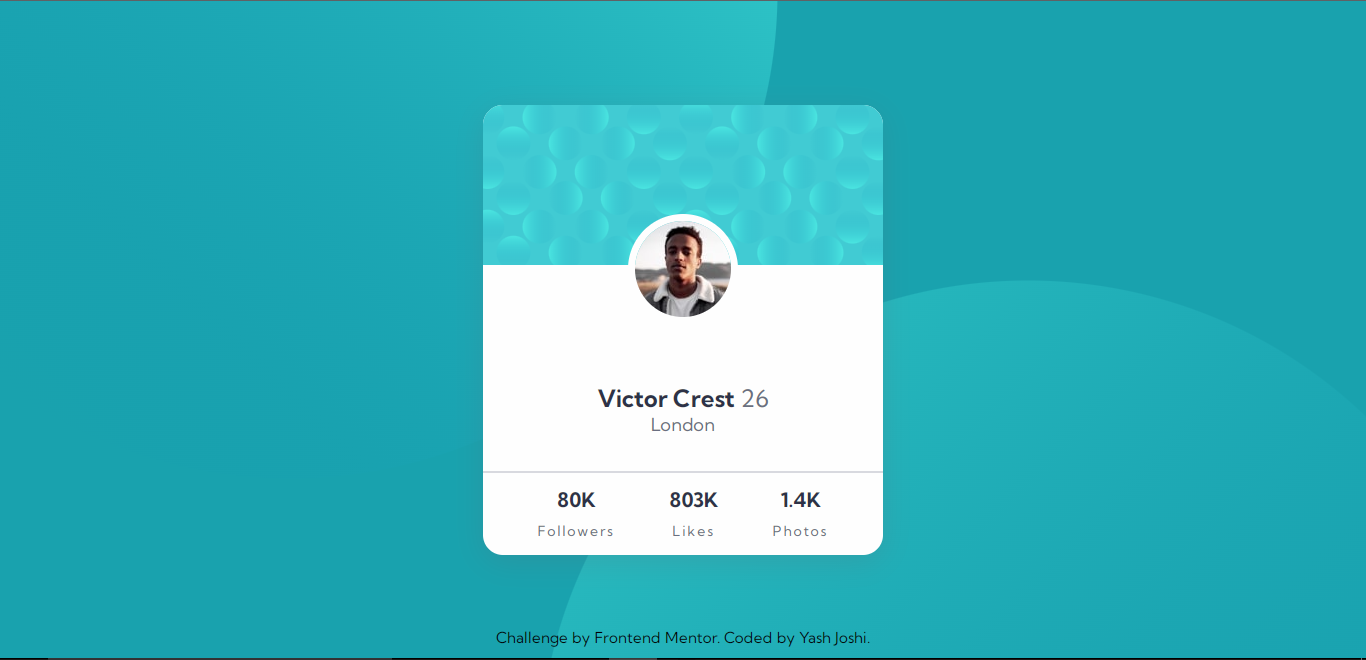 Victor Crest 26
London
80K 803K 1.4K
Followers Likes Photos
Challenge by Frontend Mentor. Coded by Yash Joshi.